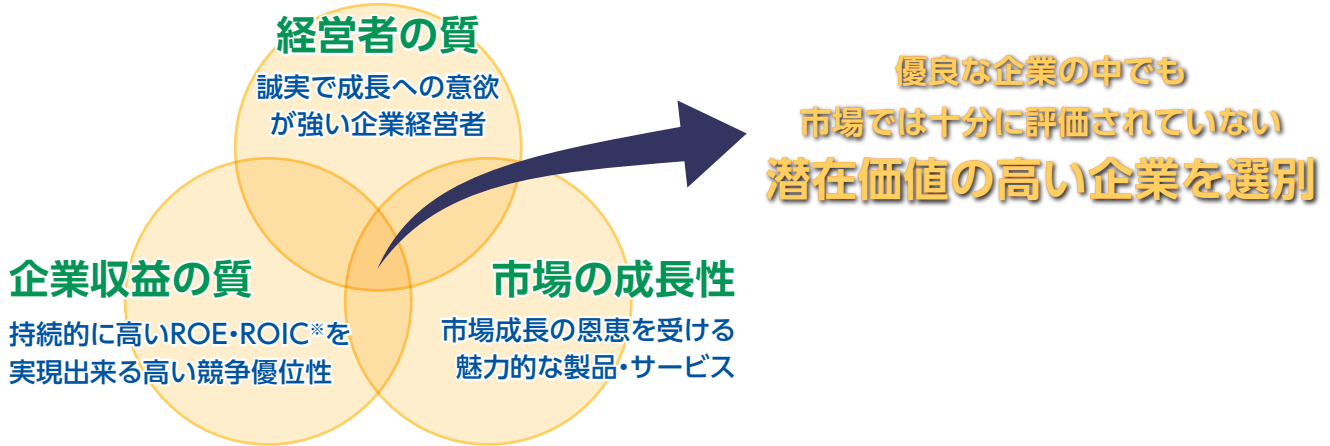 経営者の質
誠実で成長への意欲
が強い企業経営者
優良な企業の中でも
市場では十分に評価されていない
潜在価値の高い企業を選別
企業収益の質
持続的に高いROE・ROIC※を
実現出来る高い競争優位性
市場の成長性
市場成長の恩恵を受ける
魅力的な製品・サービス